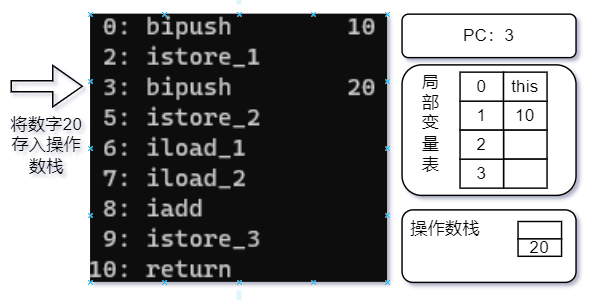 将数字20
存入操作
数栈
0: bipush 10
2: istore_1
3: bipush 20
5: istore_2
6: iload_1
7: iload_2
8: iadd
9: istore_3
10: return
PC：3
局部变量表
0 this
1 10
2
3
操作数栈
20